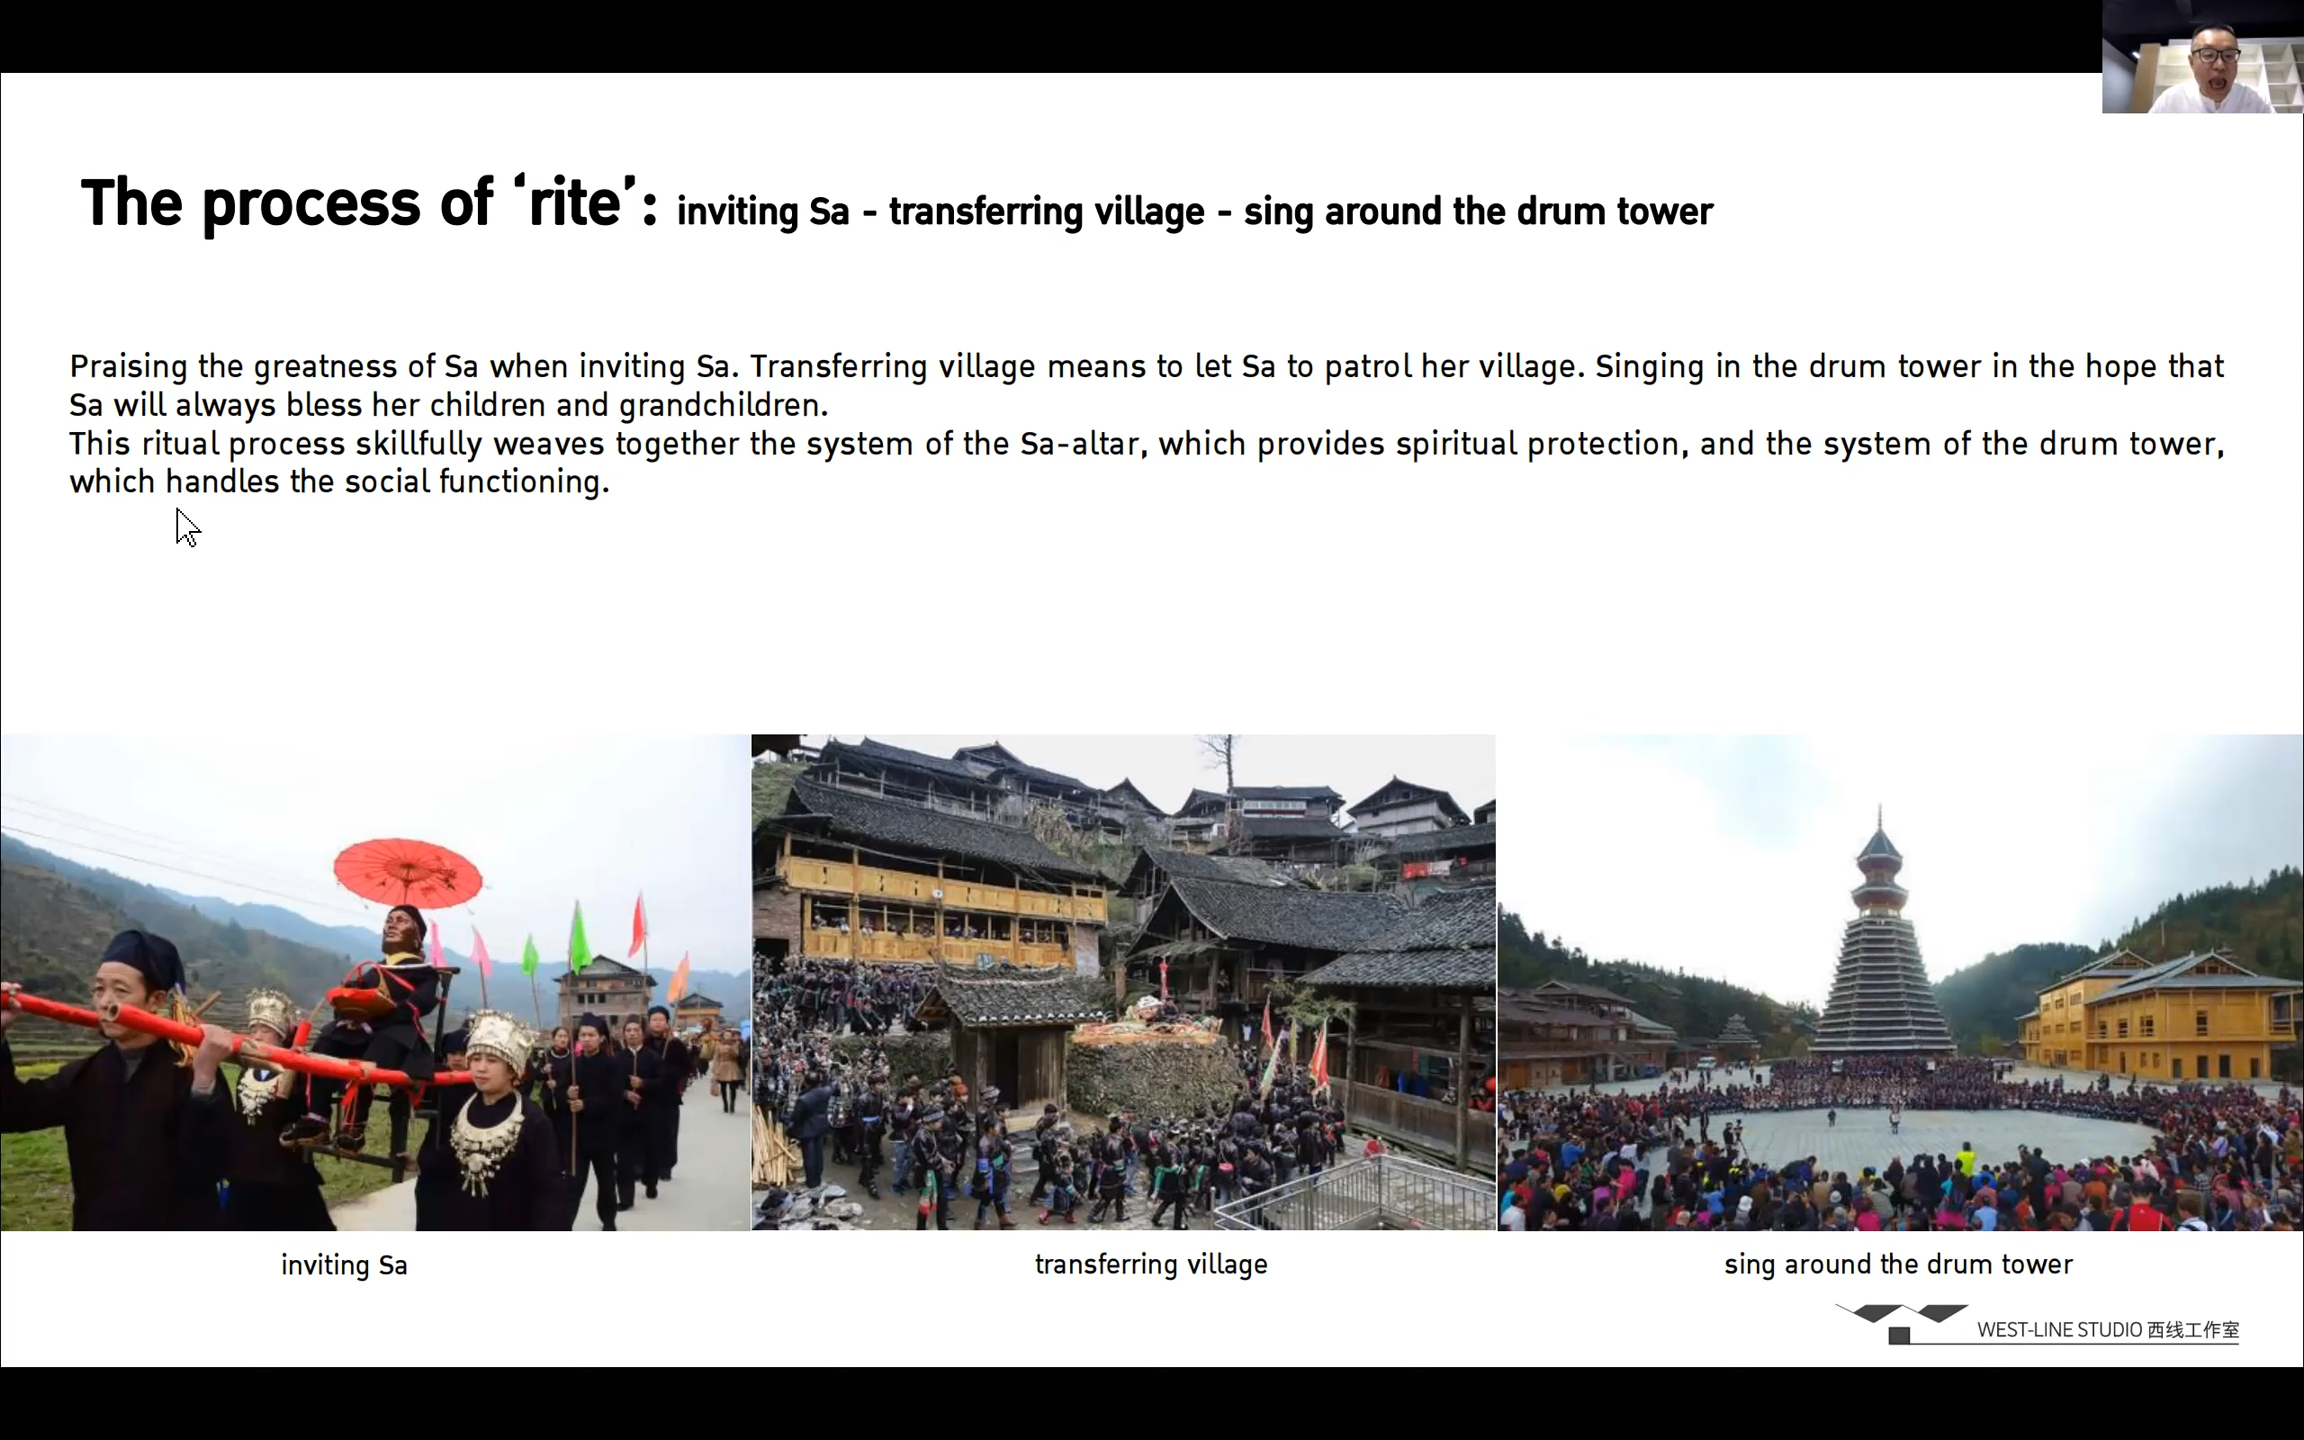 The process of ‘rite’: inviting Sa - transferring village - sing around the drum tower
Praising the greatness of Sa when inviting Sa. Transferring village means to let Sa to patrol her village. Singing in the drum tower in the hope that
Sa will always bless her children and grandchildren.
This ritual process skillfully weaves together the system of the Sa-altar, which provides spiritual protection, and the system of the drum tower,
which handles the social functioning.
inviting Sa
transferring village
sing around the drum tower
WEST-LINE STUDIO 西线工作室